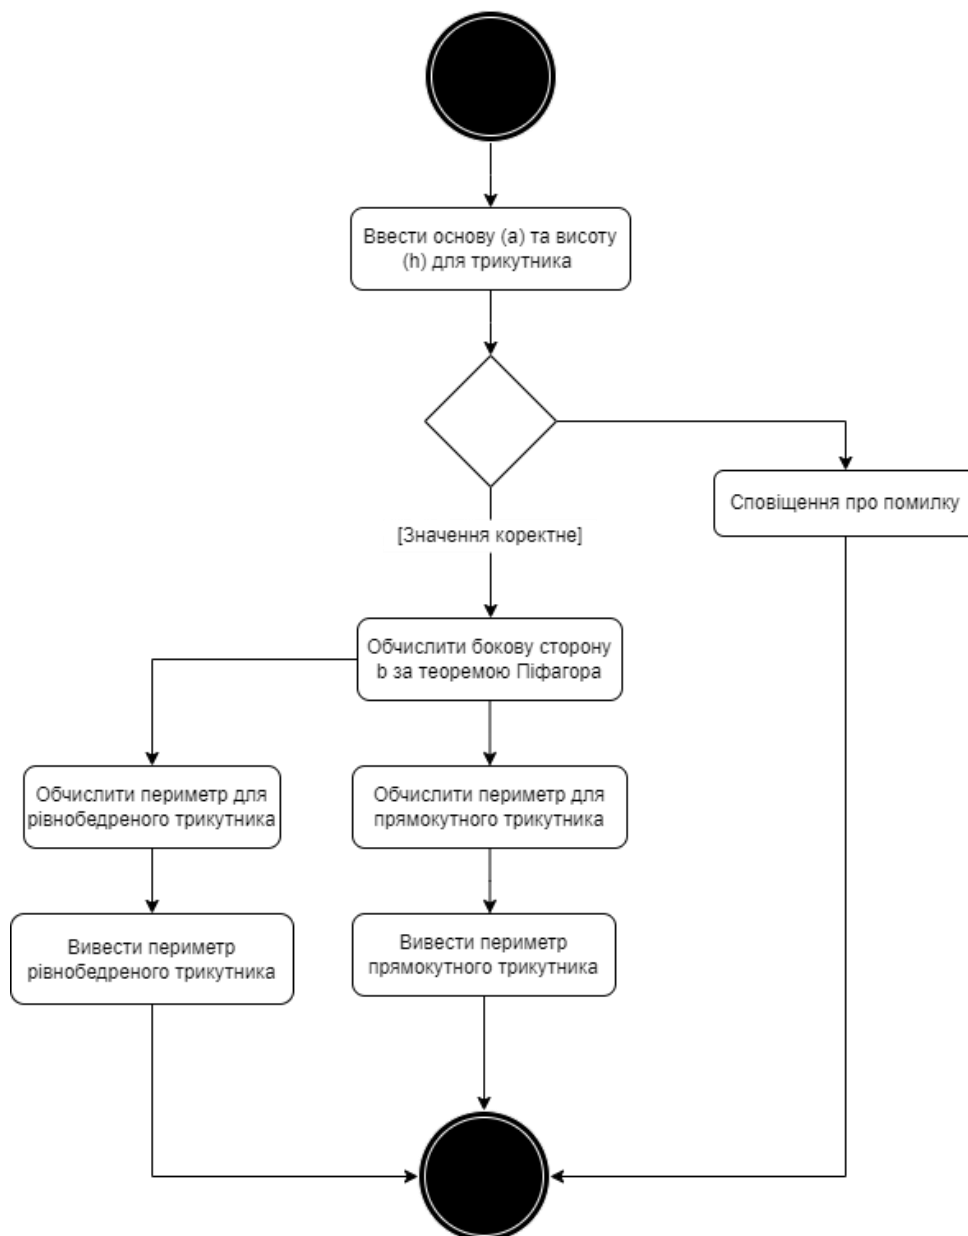 Ввести основу (a) та висоту
(h) для трикутника
Сповіщення про помилку
[Значення коректне]
Обчислити бокову сторону
b за теоремою Піфагора
Обчислити периметр для
рівнобедреного трикутника
Обчислити периметр для
прямокутного трикутника
Вивести периметр
рівнобедреного трикутника
Вивести периметр
прямокутного трикутника